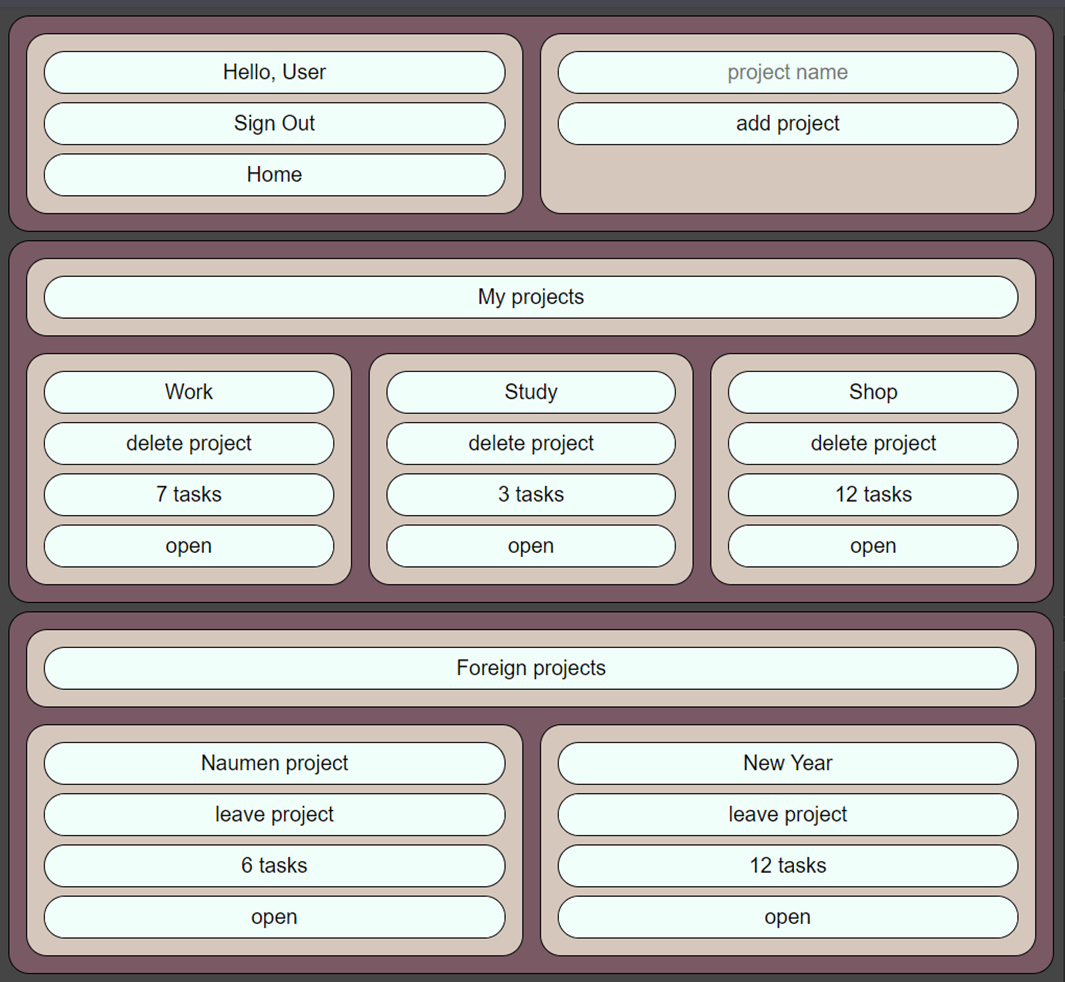 Hello, User
Sign Out
Home
project name
add project
My projects
Work
delete project
7 tasks
open
Study
delete project
3 tasks
open
Shop
delete project
12 tasks
open
Foreign projects
Naumen project
leave project
6 tasks
open
New Year
leave project
12 tasks
open